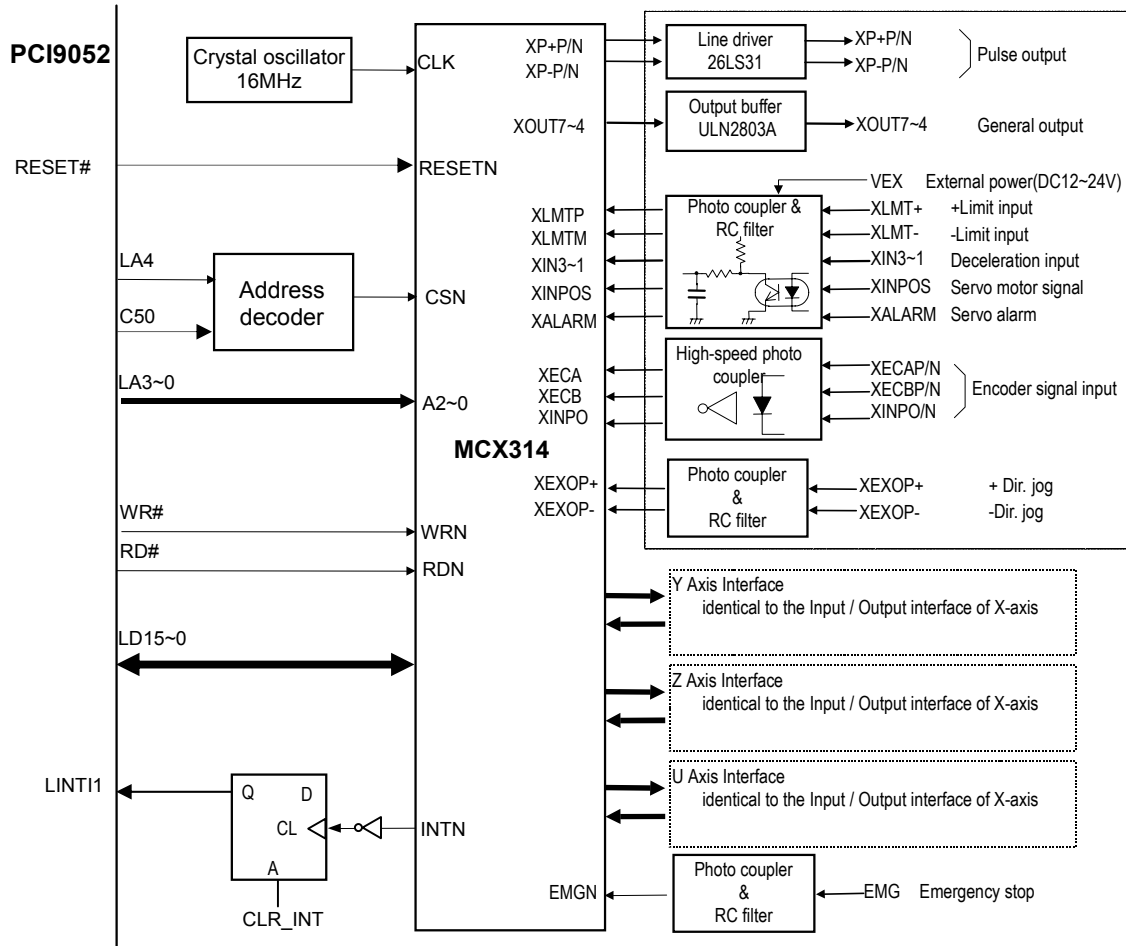 PCI9052
Crystal oscillator
16MHz
CLK
XP+P/N
XP-P/N
Line driver
26LS31
XP+P/N
XP-P/N
Pulse output
XOUT7~4
Output buffer
ULN2803A
XOUT7~4
General output
RESET#
RESETN
VEX
External power(DC12~24V)
XLMTP
XLMTM
XIN3~1
XINPOS
XALARM
Photo coupler &
RC filter
XLMT+
+Limit input
XLMT-
-Limit input
XIN3~1
Deceleration input
XINPOS
Servo motor signal
XALARM
Servo alarm
LA4
C50
Address
decoder
CSN
LA3~0
A2~0
XECA
XECB
XINPO
High-speed photo
coupler
XECAP/N
XECBP/N
XINPO/N
Encoder signal input
MCX314
XEXOP+
XEXOP-
Photo coupler
&
RC filter
XEXOP+
+ Dir. jog
XEXOP-
-Dir. jog
WR#
WRN
RD#
RDN
LD15~0
Y Axis Interface
identical to the Input / Output interface of X-axis
Z Axis Interface
identical to the Input / Output interface of X-axis
U Axis Interface
identical to the Input / Output interface of X-axis
LINTI1
Q
D
CL
A
CLR_INT
INTN
EMGN
Photo coupler
&
RC filter
EMG
Emergency stop